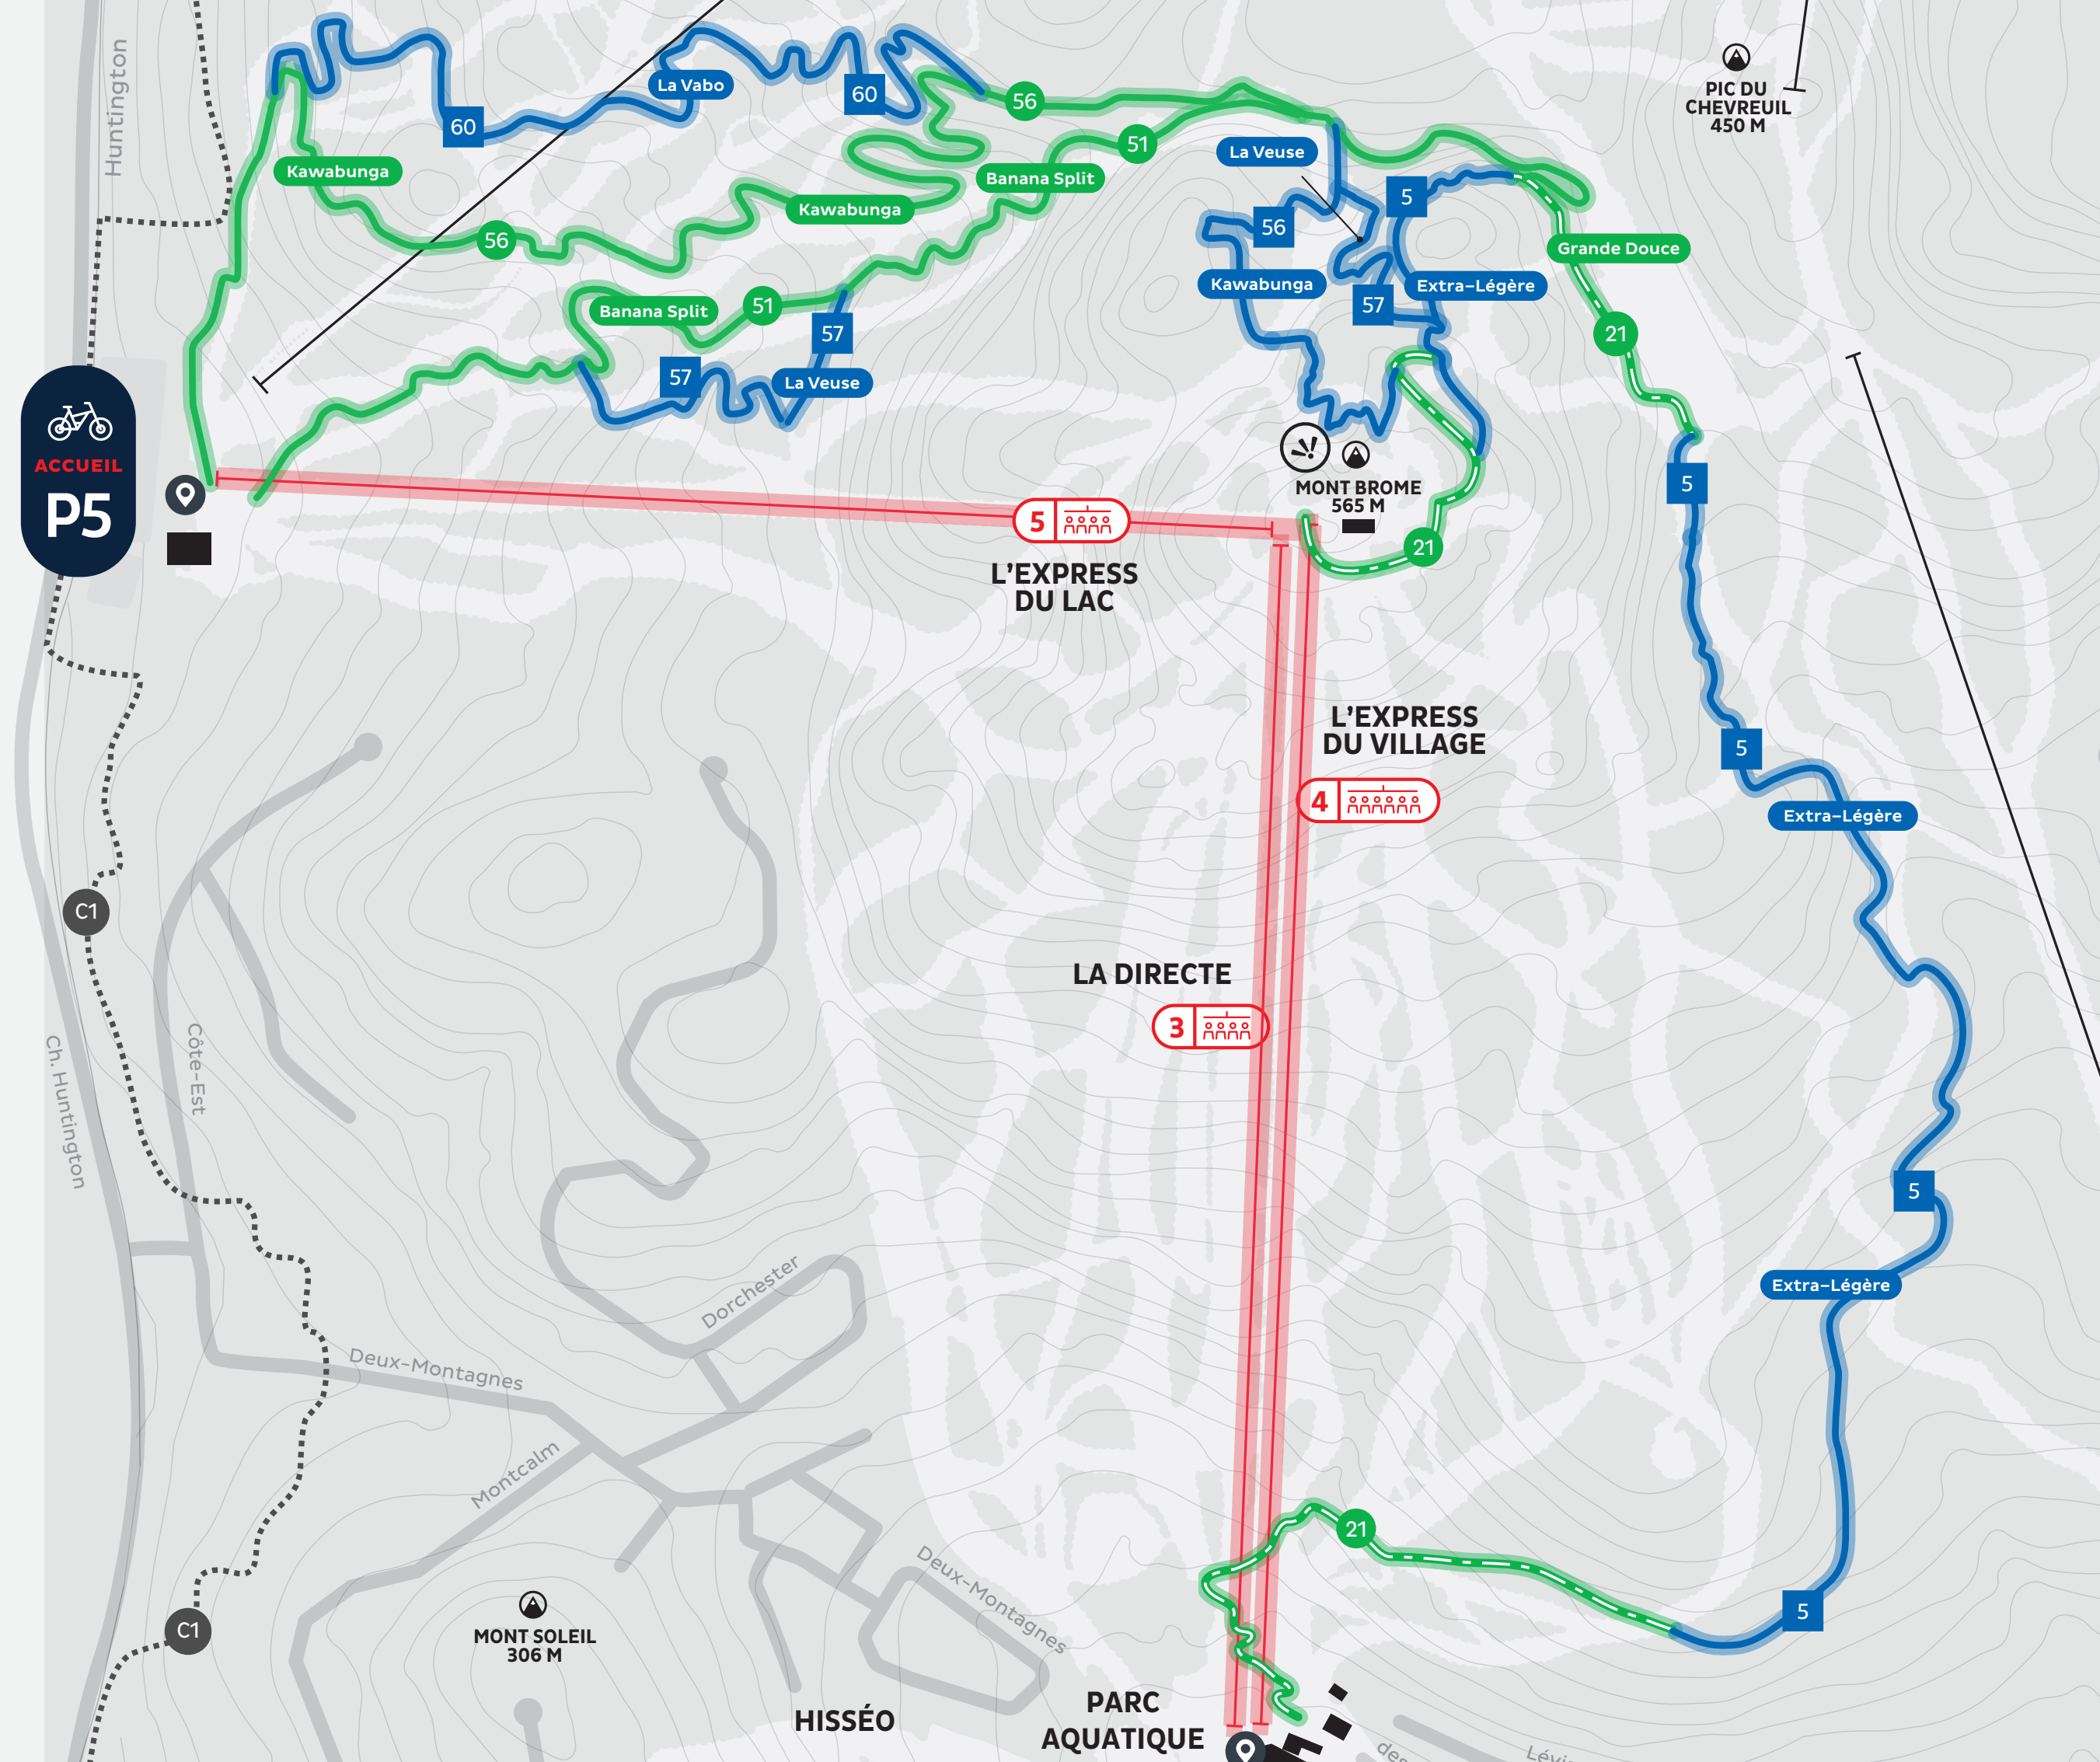 Huntington
60
La Vabo
60
56
51
La Veuse
5
PIC DU
CHEVREUIL
450 M
Kawabunga
Banana Split
Kawabunga
56
56
Grande Douce
Kawabunga
Extra-Légère
Banana Split
51
57
57
21
57
La Veuse
ACCUEIL
P5
5
MONT BROME
565 M
5
21
L'EXPRESS
DU LAC
L'EXPRESS
DU VILLAGE
5
4
Extra-Légère
C1
LA DIRECTE
3
Côte-Est
Ch. Huntington
5
Dorchester
Extra-Légère
Deux-Montagnes
Montcalm
21
Deux-Montagnes
5
C1
MONT SOLEIL
306 M
HISSÉO
PARC
AQUATIQUE
des
Lévis